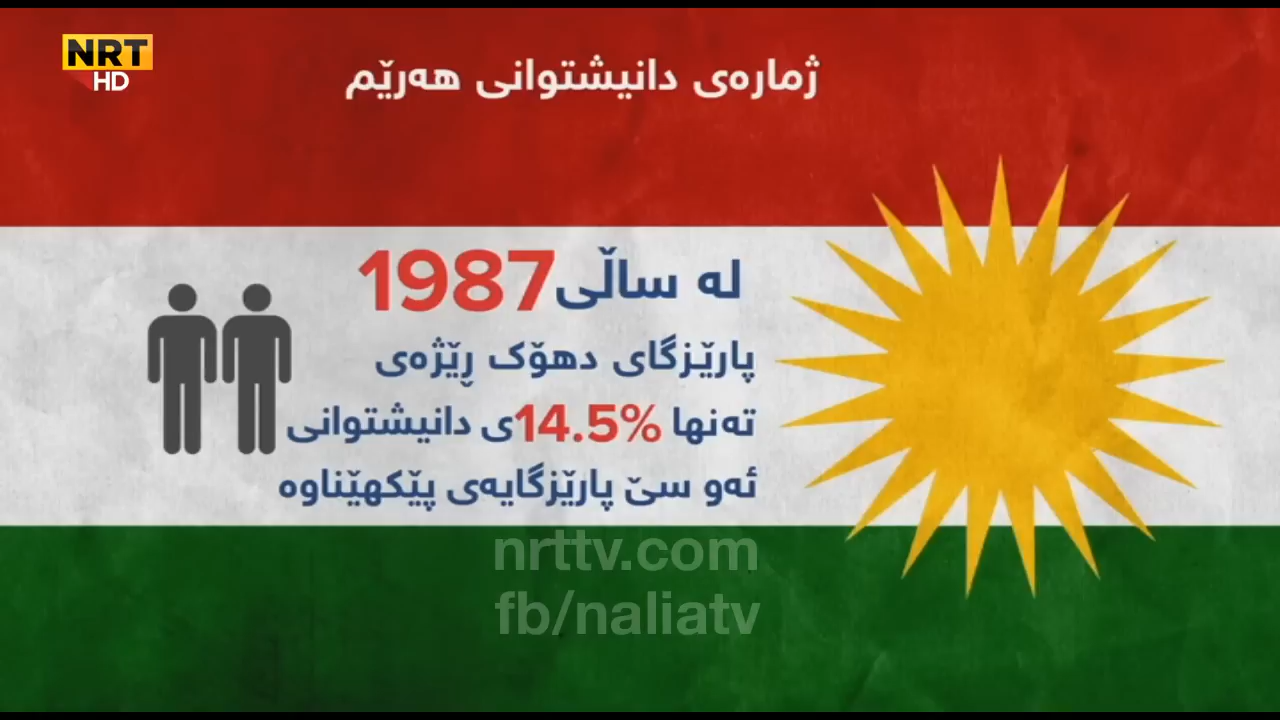 NRT
HD
ژمارەی دانیشتوانی هەرێم
لە ساڵی 1987
پارێزگای دهۆک ڕێژەی
تەنها 14.5%ی دانیشتوانی
ئەو سێ پارێزگایەی پێکهێناوە
nrttv.com
fb/naliatv